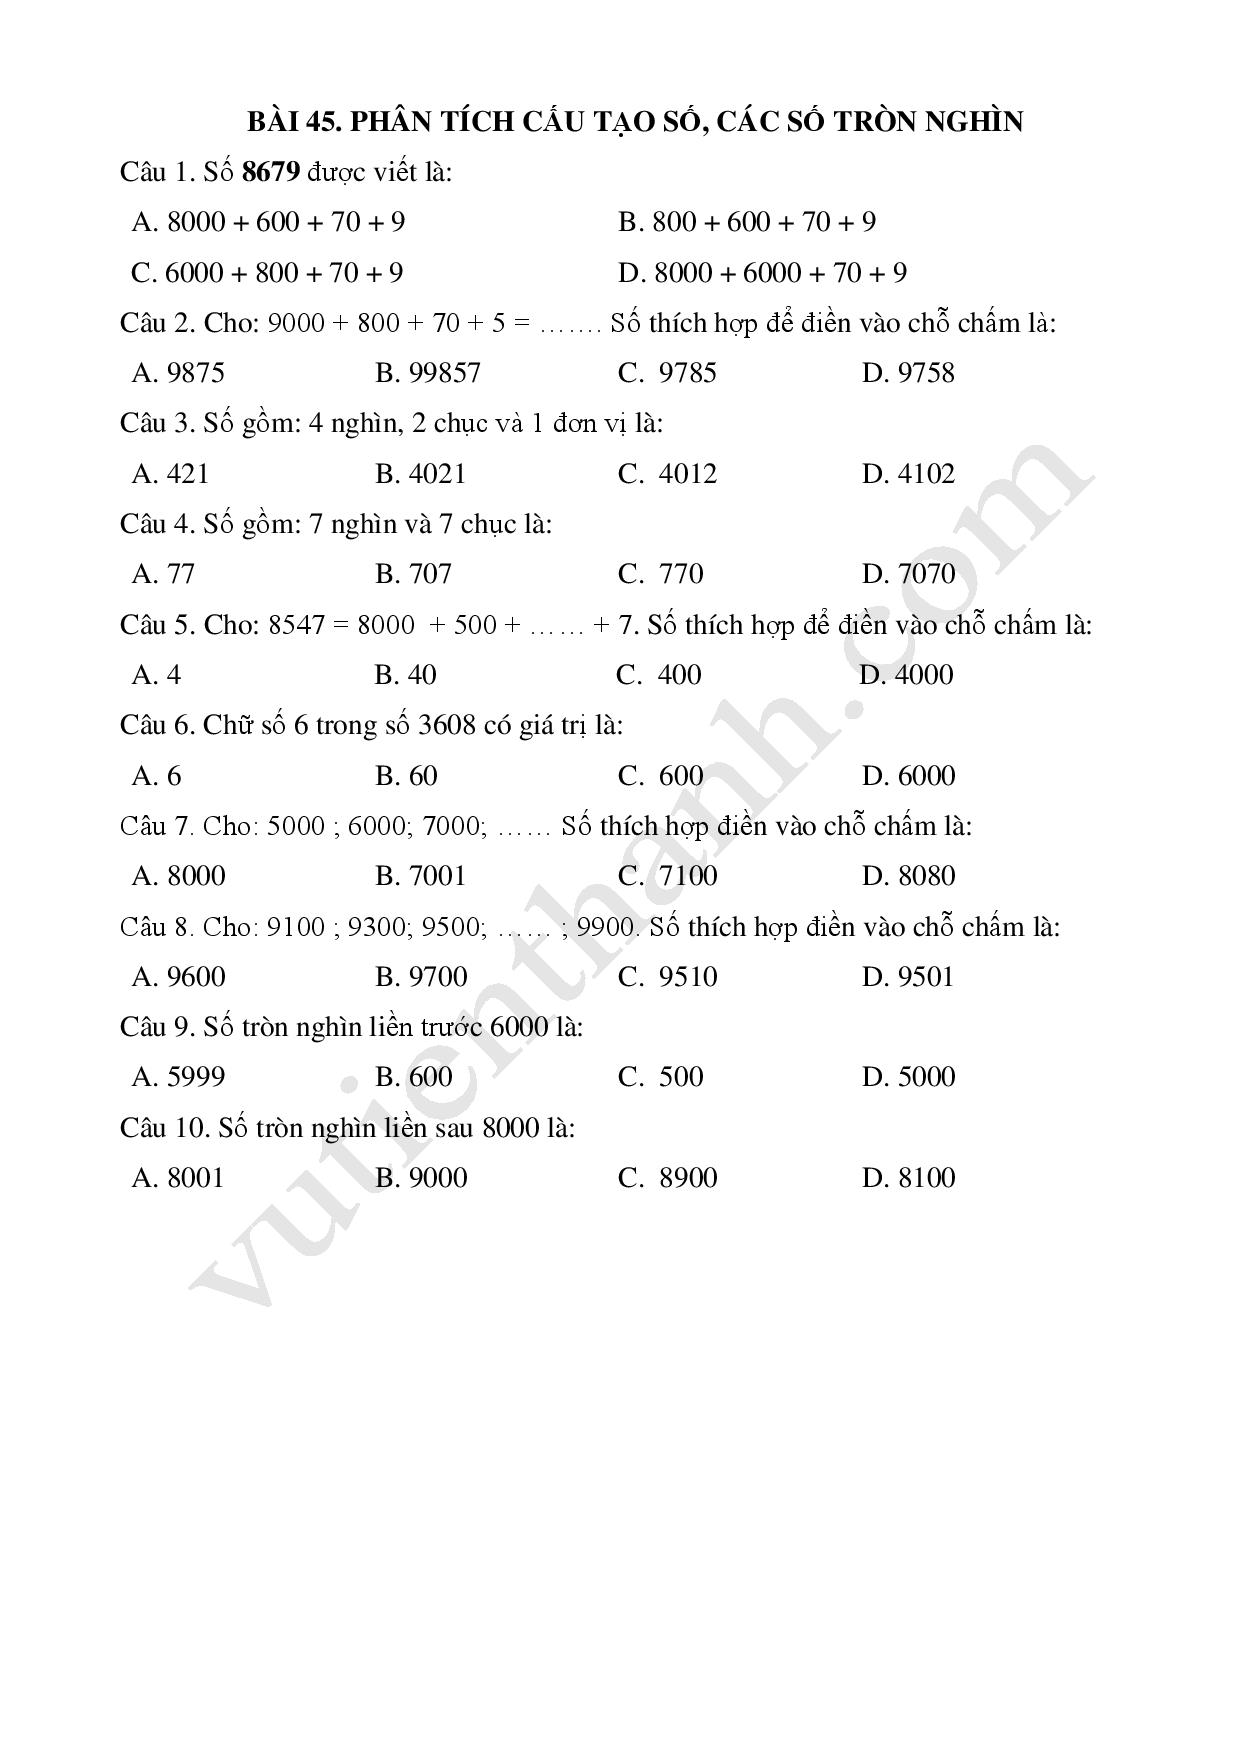 BÀI 45. PHÂN TÍCH CẤU TẠO SỐ, CÁC SỐ TRÒN NGHÌN
Câu 1. Số 8679 được viết là:
A. 8000 + 600 + 70 + 9 B. 800 + 600 + 70 + 9
C. 6000 + 800 + 70 + 9 D. 8000 + 6000 + 70 + 9
Câu 2. Cho: 9000 + 800 + 70 + 5 = ……. Số thích hợp để điền vào chỗ chấm là:
A. 9875 B. 99857 C. 9785 D. 9758
Câu 3. Số gồm: 4 nghìn, 2 chục và 1 đơn vị là:
A. 421 B. 4021 C. 4012 D. 4102
Câu 4. Số gồm: 7 nghìn và 7 chục là:
A. 77 B. 707 C. 770 D. 7070
Câu 5. Cho: 8547 = 8000 + 500 + …… + 7. Số thích hợp để điền vào chỗ chấm là:
A. 4 B. 40 C. 400 D. 4000
Câu 6. Chữ số 6 trong số 3608 có giá trị là:
A. 6 B. 60 C. 600 D. 6000
Câu 7. Cho: 5000 ; 6000; 7000; …… Số thích hợp điền vào chỗ chấm là:
A. 8000 B. 7001 C. 7100 D. 8080
Câu 8. Cho: 9100 ; 9300; 9500; …… ; 9900. Số thích hợp điền vào chỗ chấm là:
A. 9600 B. 9700 C. 9510 D. 9501
Câu 9. Số tròn nghìn liền trước 6000 là:
A. 5999 B. 600 C. 500 D. 5000
Câu 10. Số tròn nghìn liền sau 8000 là:
A. 8001 B. 9000 C. 8900 D. 8100
vutienthanh.com